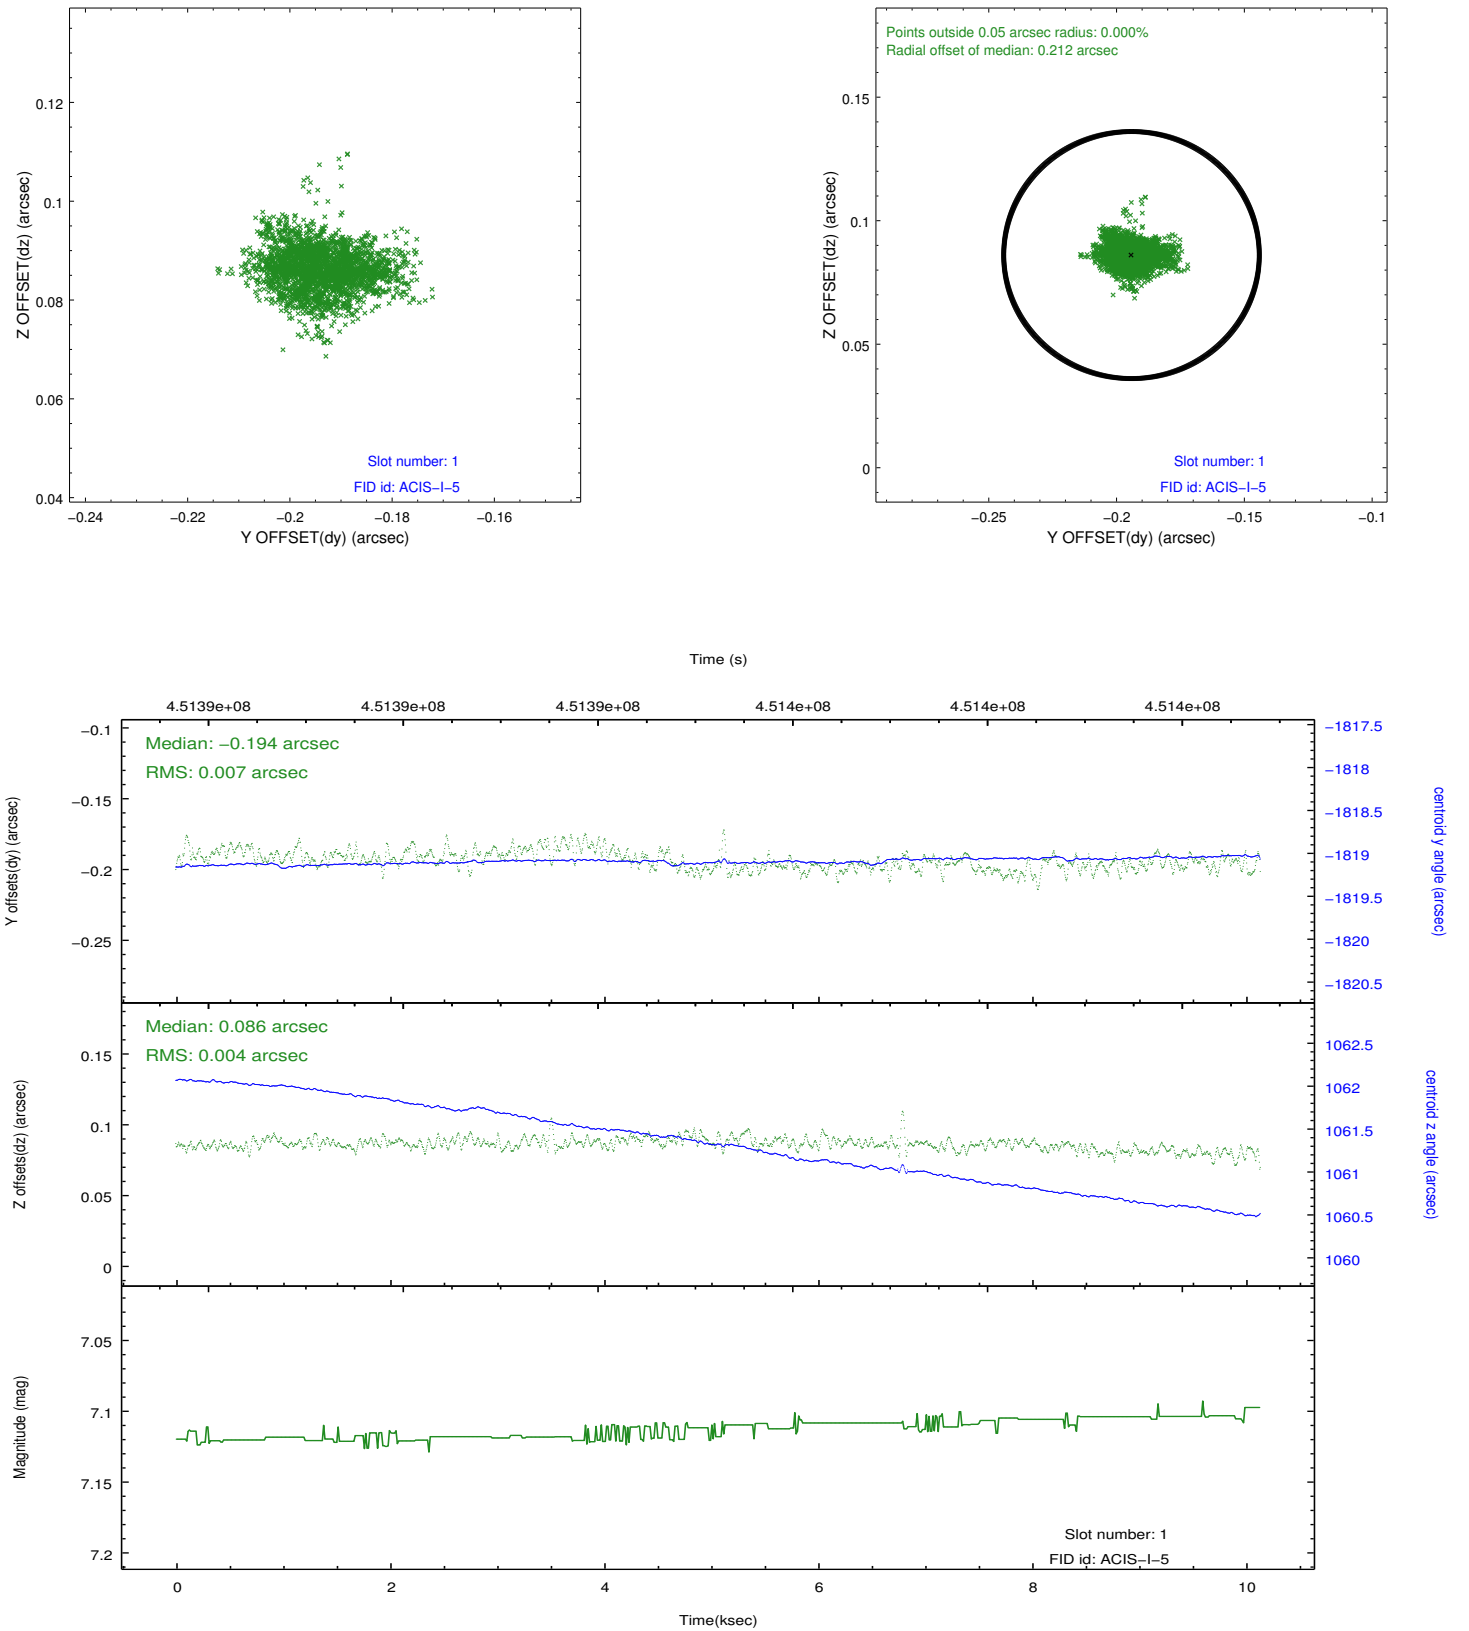 0.12
0.1
0.08
0.06
0.04
−0.24
−0.22
−0.2
−0.18
−0.16
Z OFFSET(dz) (arcsec)
Y OFFSET(dy) (arcsec)
Slot number: 1
FID id: ACIS−I−5
Points outside 0.05 arcsec radius: 0.000%
Radial offset of median: 0.212 arcsec
0.15
0.1
0.05
0
−0.25
−0.2
−0.15
−0.1
Z OFFSET(dz) (arcsec)
Y OFFSET(dy) (arcsec)
Slot number: 1
FID id: ACIS−I−5
Time (s)
4.5139e+08
4.5139e+08
4.5139e+08
4.514e+08
4.514e+08
4.514e+08
Median: −0.194 arcsec
RMS: 0.007 arcsec
−0.1
−0.15
−0.2
−0.25
Y offsets(dy) (arcsec)
−1817.5
−1818
−1818.5
−1819
−1819.5
−1820
−1820.5
centroid y angle (arcsec)
Median: 0.086 arcsec
RMS: 0.004 arcsec
0.15
0.1
0.05
0
Z offsets(dz) (arcsec)
1062.5
1062
1061.5
1061
1060.5
1060
centroid z angle (arcsec)
7.05
7.1
7.15
7.2
Magnitude (mag)
Slot number: 1
FID id: ACIS−I−5
0
2
4
6
8
10
Time(ksec)